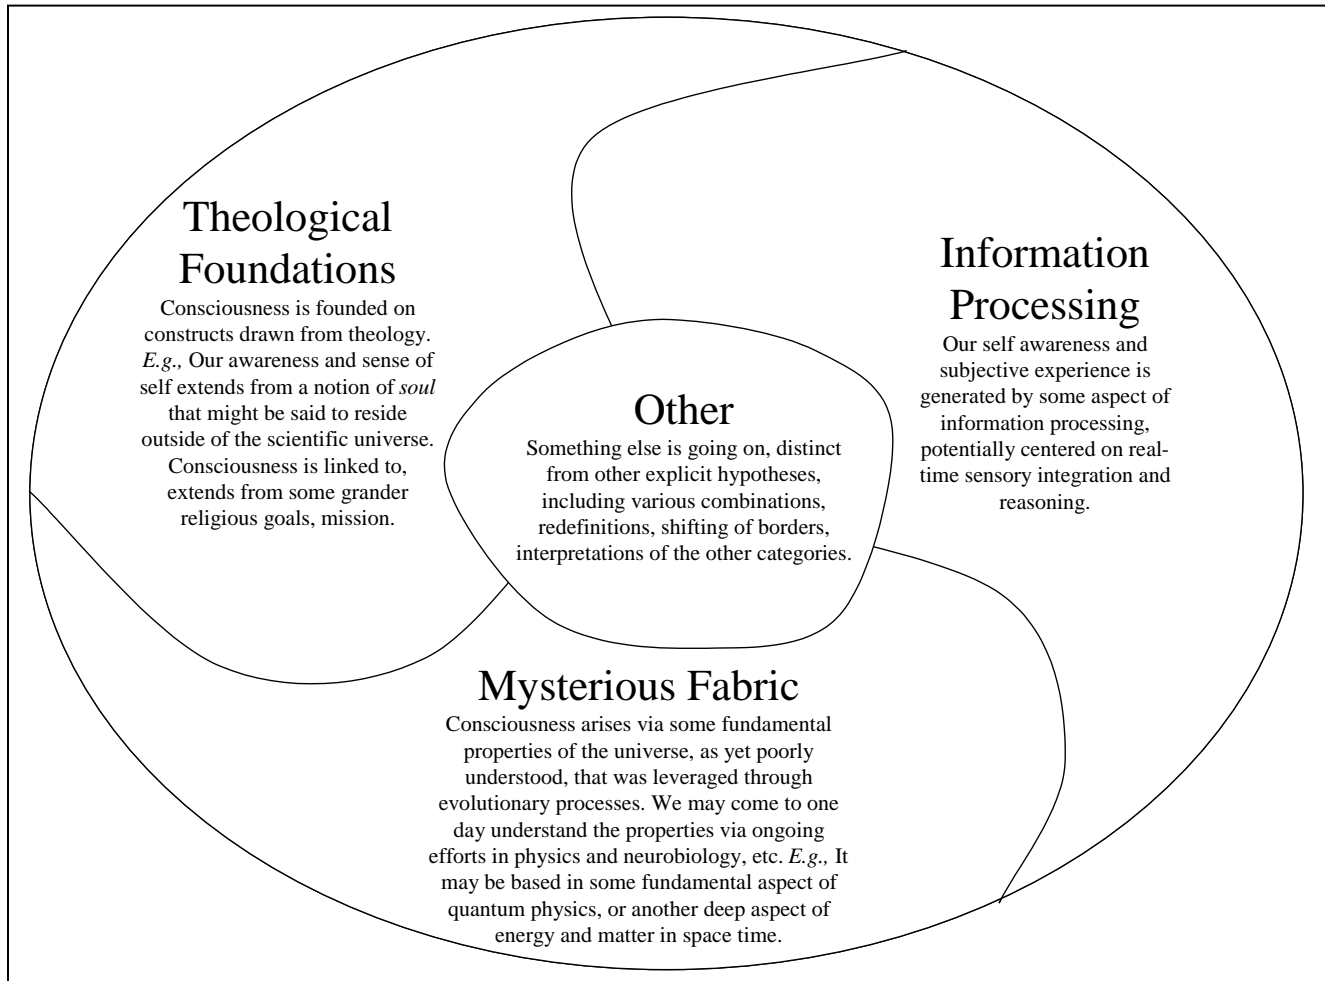 Theological
Foundations
Consciousness is founded on
constructs drawn from theology.
E.g., Our awareness and sense of
self extends from a notion of soul
that might be said to reside
outside of the scientific universe.
Consciousness is linked to,
extends from some grander
religious goals, mission.
Information
Processing
Our self awareness and
subjective experience is
generated by some aspect of
information processing,
potentially centered on real-
time sensory integration and
reasoning.
Other
Something else is going on, distinct
from other explicit hypotheses,
including various combinations,
redefinitions, shifting of borders,
interpretations of the other categories.
Mysterious Fabric
Consciousness arises via some fundamental
properties of the universe, as yet poorly
understood, that was leveraged through
evolutionary processes. We may come to one
day understand the properties via ongoing
efforts in physics and neurobiology, etc. E.g., It
may be based in some fundamental aspect of
quantum physics, or another deep aspect of
energy and matter in space time.